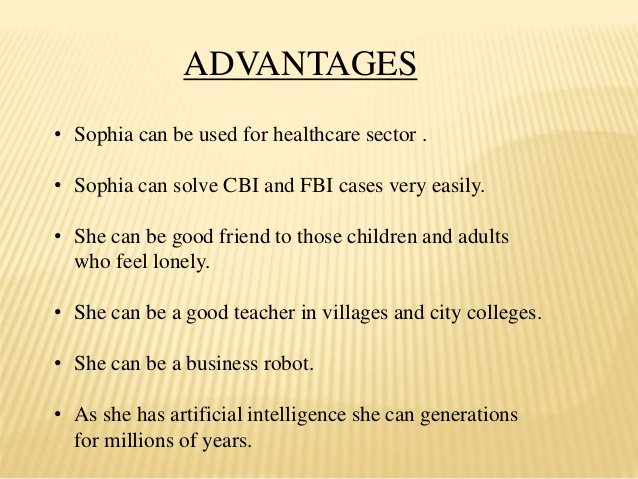 ADVANTAGES
• Sophia can be used for healthcare sector .
• Sophia can solve CBI and FBI cases very easily.
• She can be good friend to those children and adults
who feel lonely.
• She can be a good teacher in villages and city colleges.
• She can be a business robot.
• As she has artificial intelligence she can generations
for millions of years.